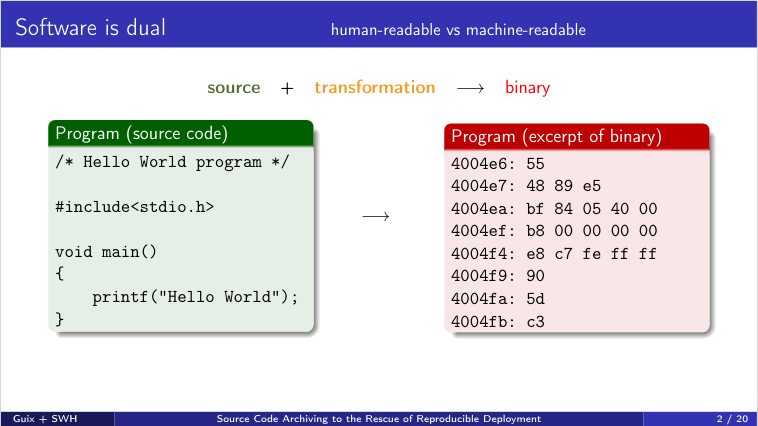 Software is dual human-readable vs machine-readable
source + transformation ⟶ binary
Program (source code)
/* Hello World program */
#include<stdio.h>
void main()
{
    printf("Hello World");
}
⟶
Program (excerpt of binary)
4004e6: 55
4004e7: 48 89 e5
4004ea: bf 84 05 40 00
4004ef: b8 00 00 00 00
4004f4: e8 c7 fe ff ff
4004f9: 90
4004fa: 5d
4004fb: c3
Guix + SWH Source Code Archiving to the Rescue of Reproducible Deployment 2 / 20